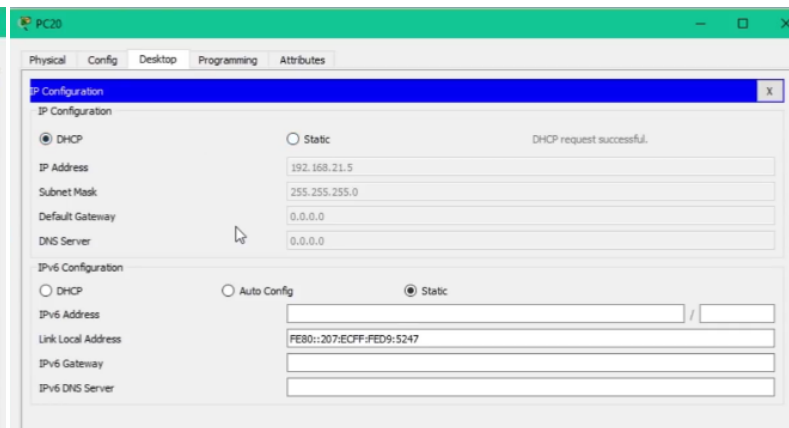 PC20
Physical Config Desktop Programming Attributes
IP Configuration X
IP Configuration
DHCP Static DHCP request successful.
IP Address 192.168.21.5
Subnet Mask 255.255.255.0
Default Gateway 0.0.0.0
DNS Server 0.0.0.0
IPv6 Configuration
DHCP Auto Config Static
IPv6 Address /
Link Local Address FE80::207:ECFF:FED9:5247
IPv6 Gateway
IPv6 DNS Server